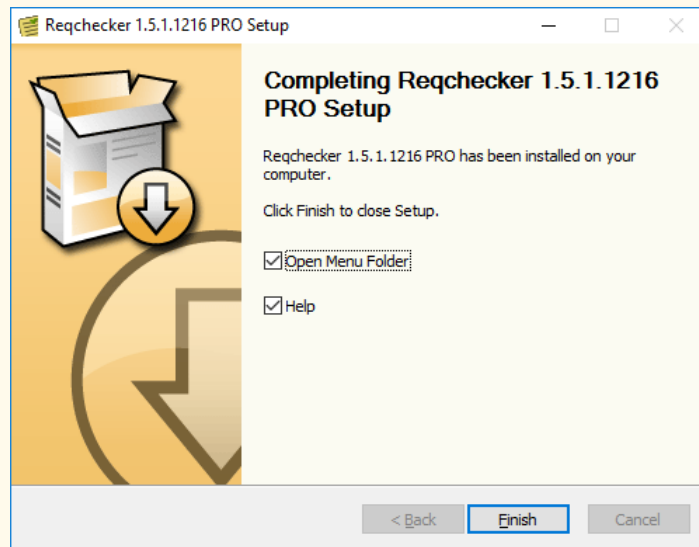 Reqchecker 1.5.1.1216 PRO Setup
Completing Reqchecker 1.5.1.1216
PRO Setup
Reqchecker 1.5.1.1216 PRO has been installed on your
computer.
Click Finish to close Setup.
Open Menu Folder
Help
< Back Finish Cancel